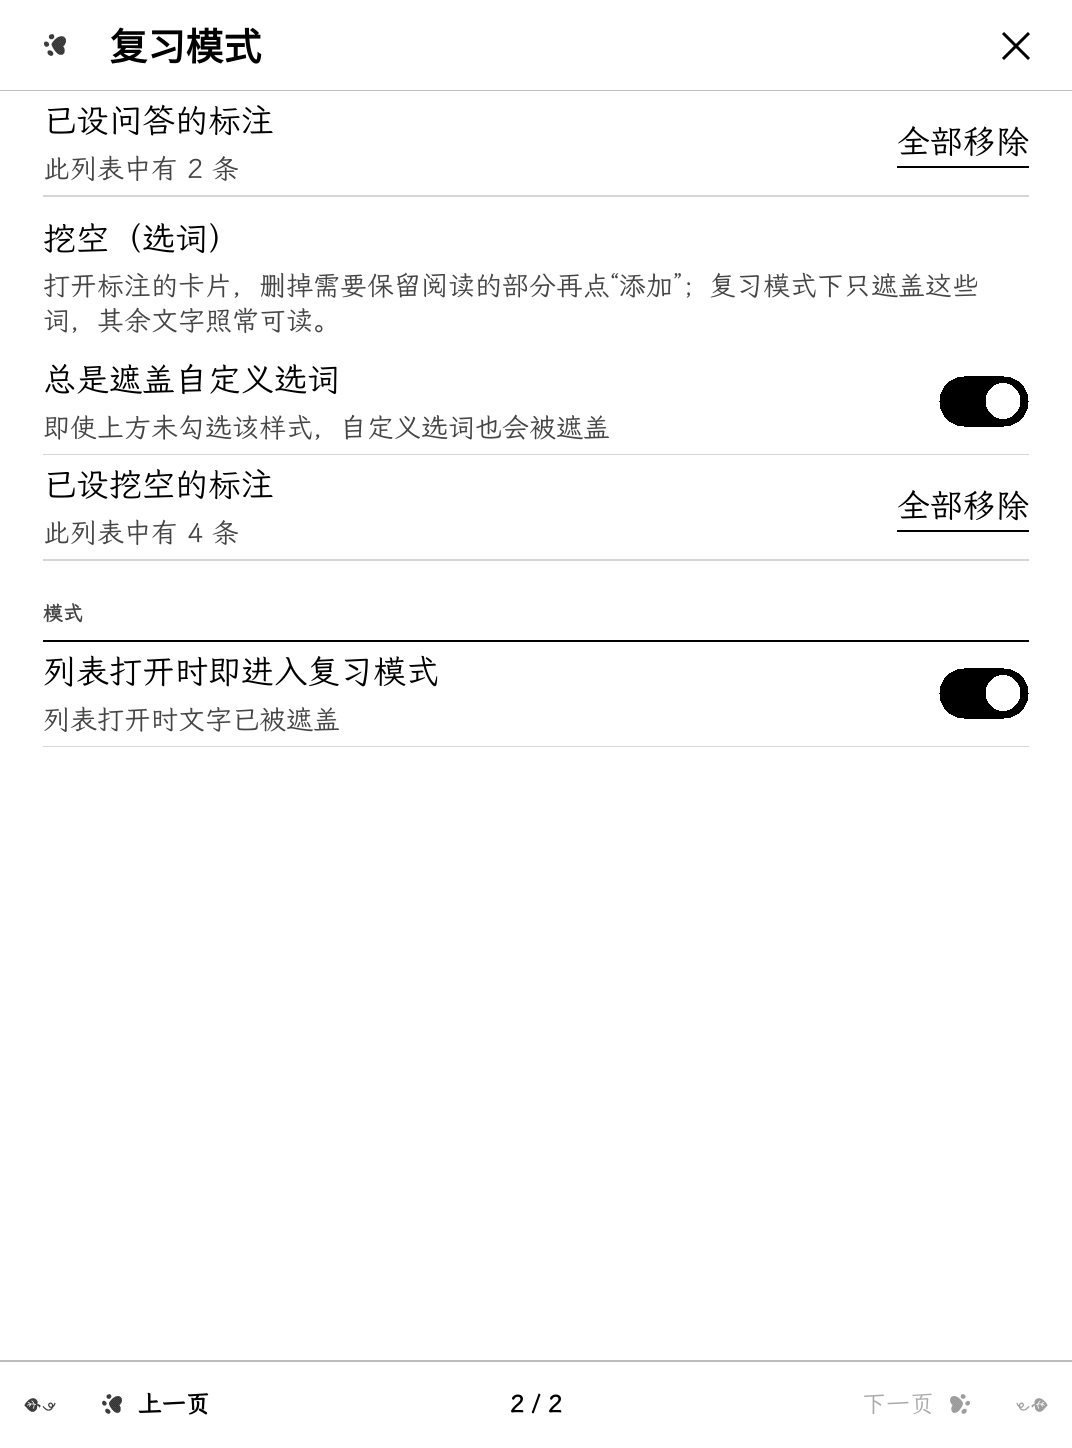 复习模式
已设问答的标注
全部移除
此列表中有 2 条
挖空（选词）
打开标注的卡片，删掉需要保留阅读的部分再点“添加”；复习模式下只遮盖这些
词，其余文字照常可读。
总是遮盖自定义选词
即使上方未勾选该样式，自定义选词也会被遮盖
已设挖空的标注
全部移除
此列表中有 4 条
模式
列表打开时即进入复习模式
列表打开时文字已被遮盖
上一页 2 / 2 下一页